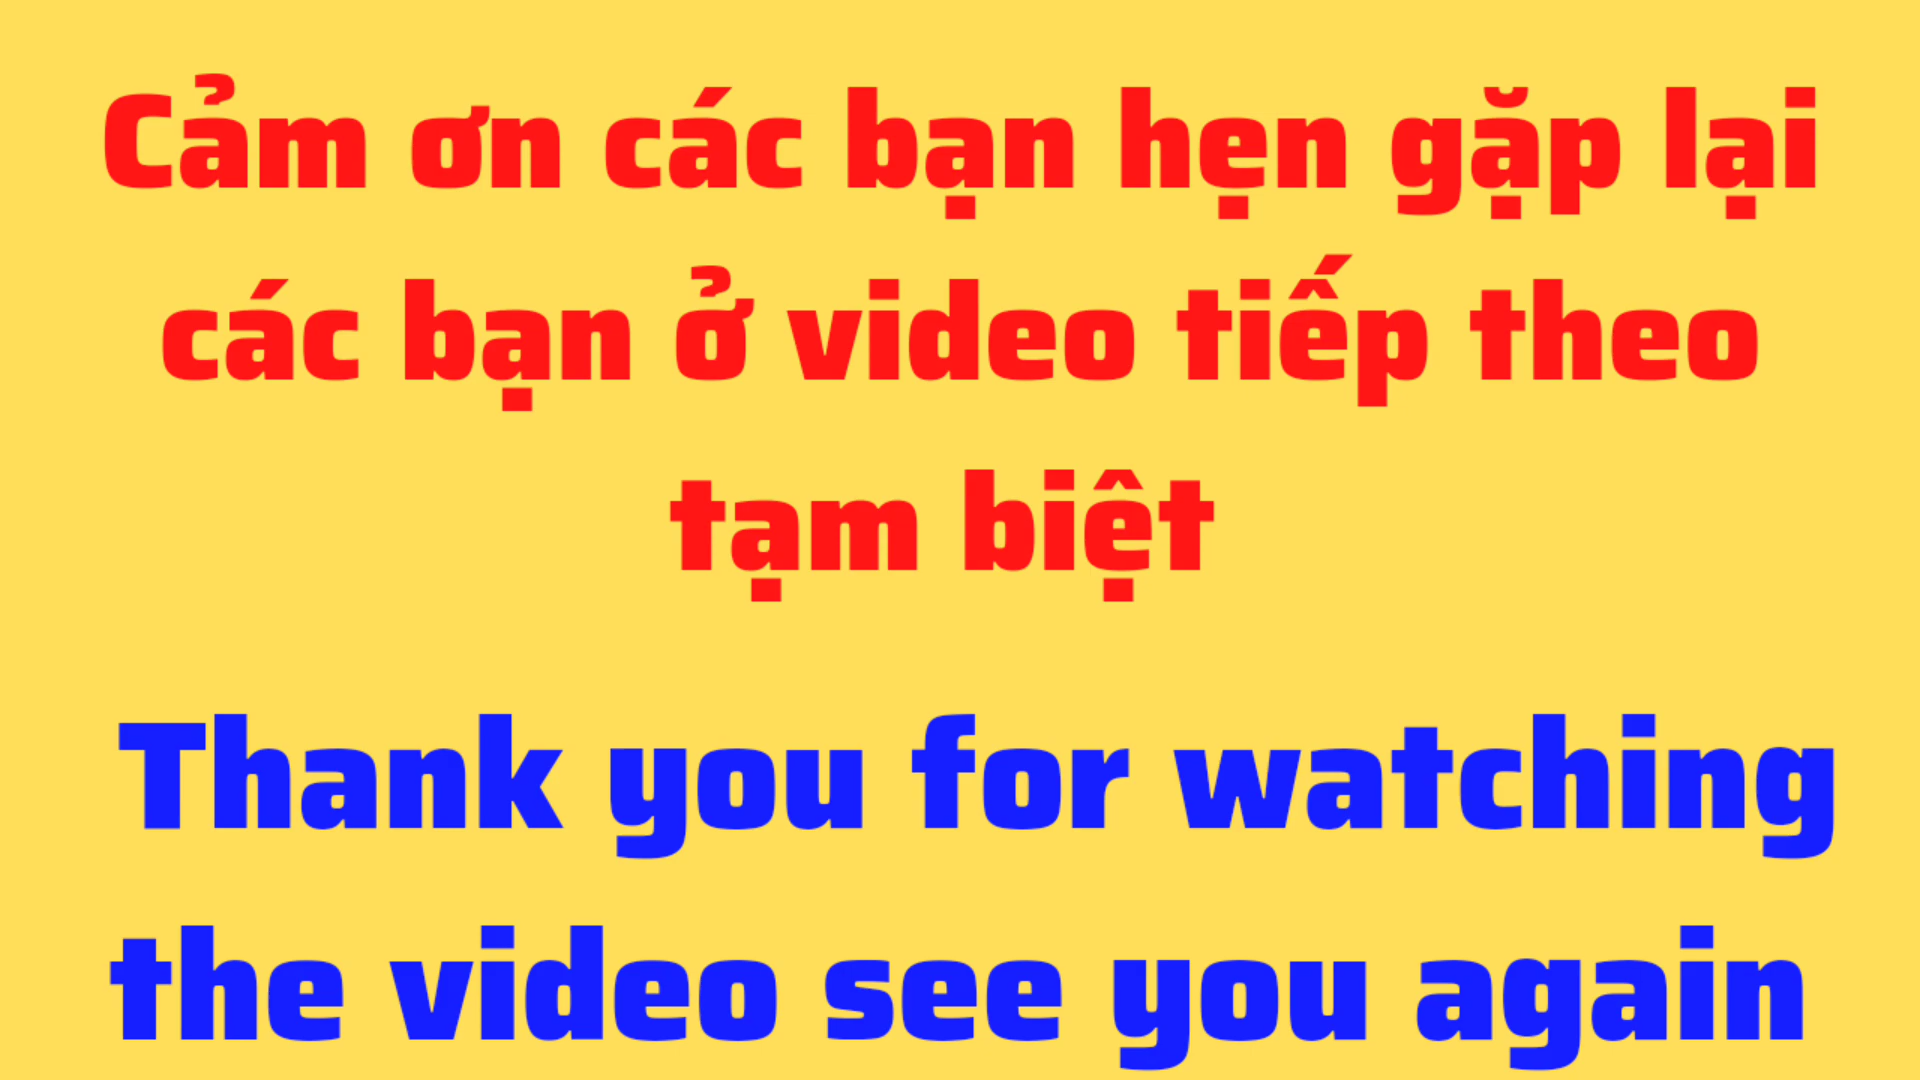 Cảm ơn các bạn hẹn gặp lại
các bạn ở video tiếp theo
tạm biệt
Thank you for watching
the video see you again